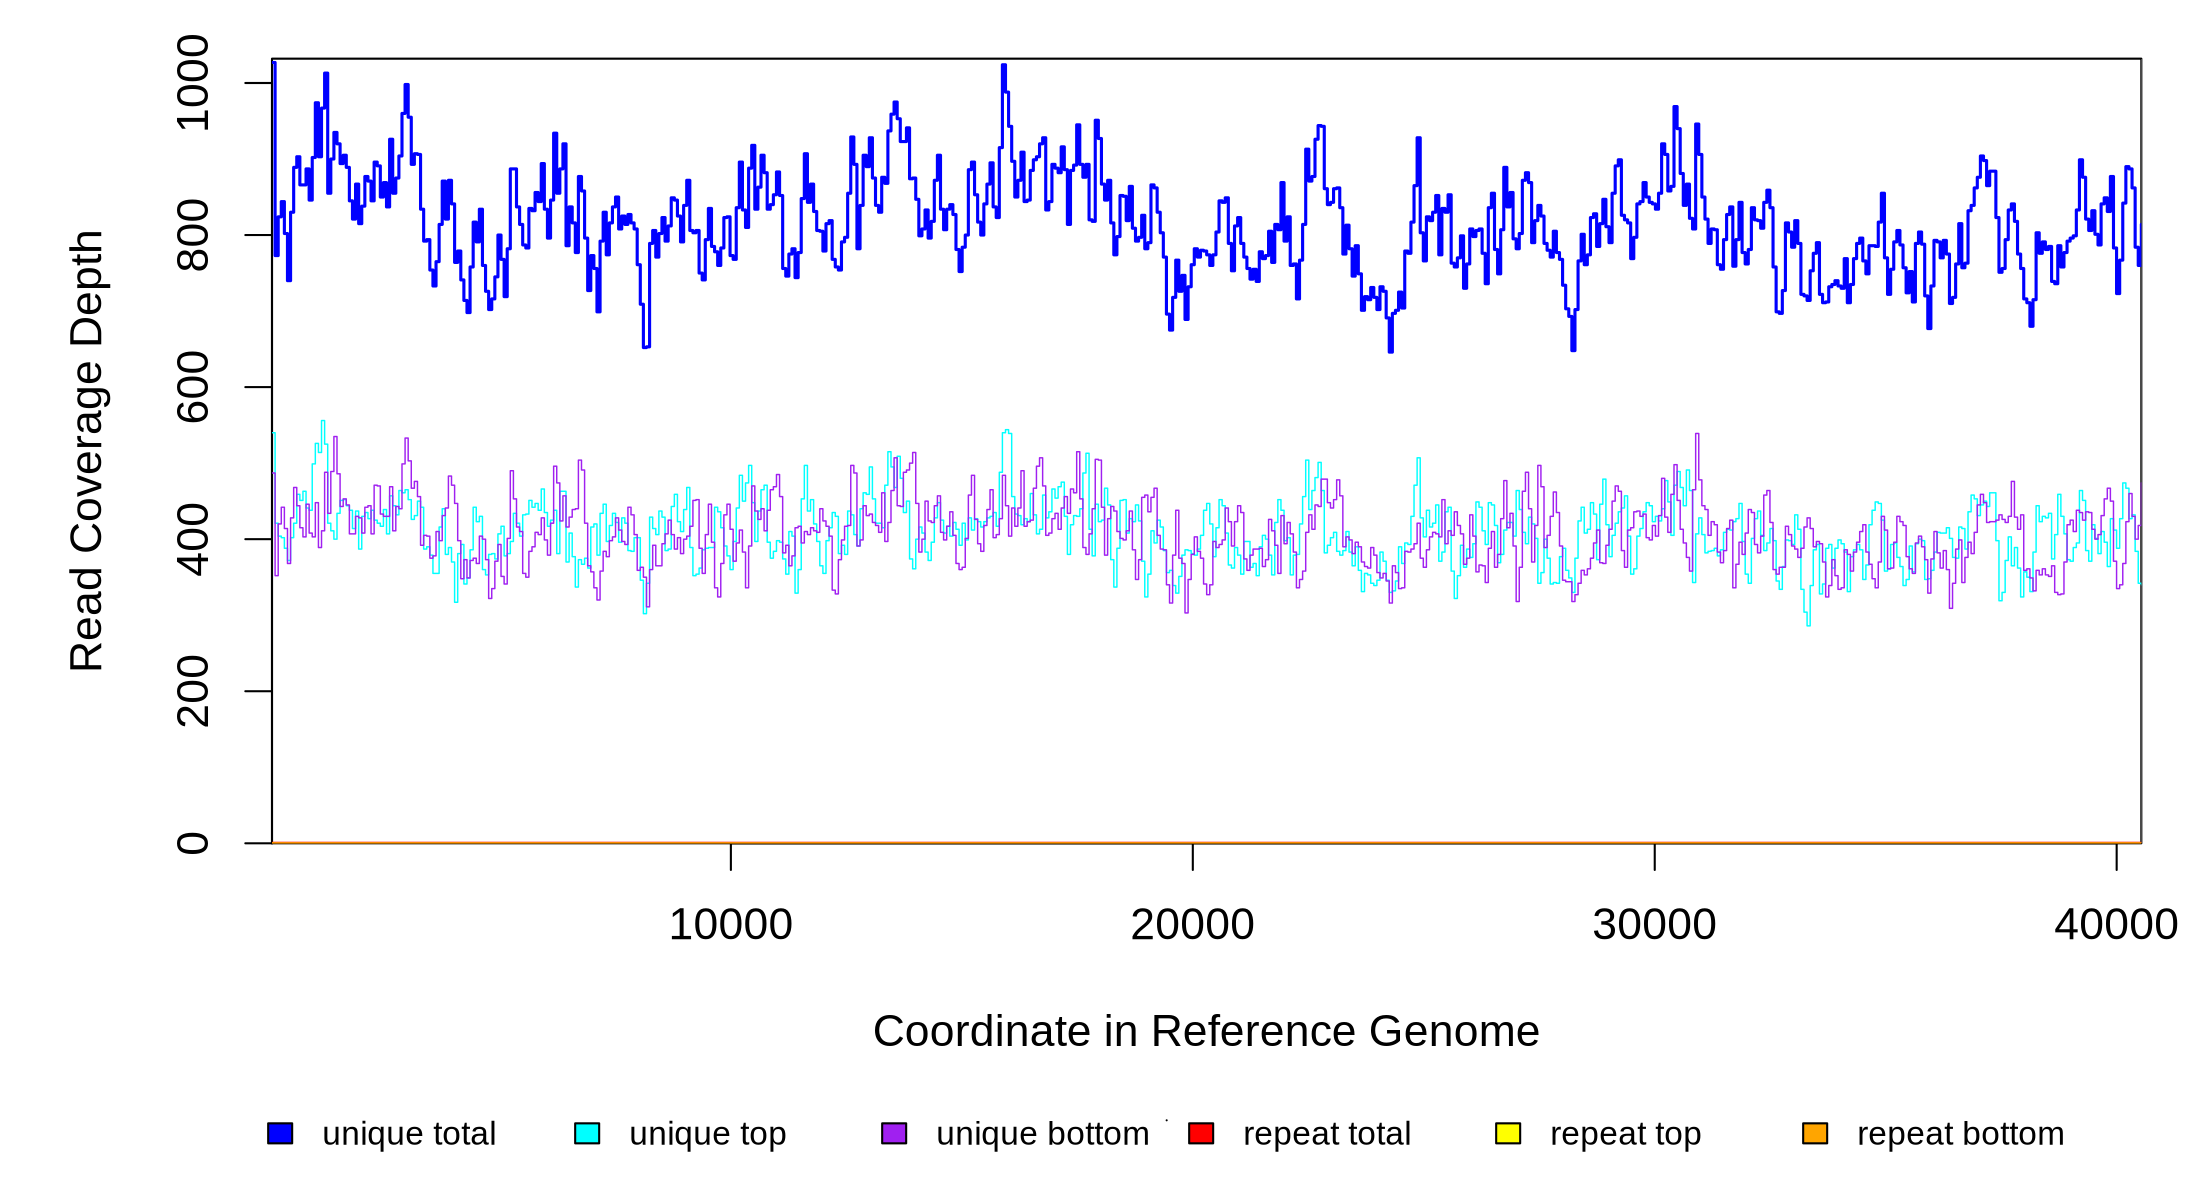 Read Coverage Depth
1000
800
600
400
200
0
10000 20000 30000 40000
Coordinate in Reference Genome
unique total unique top unique bottom repeat total repeat top repeat bottom